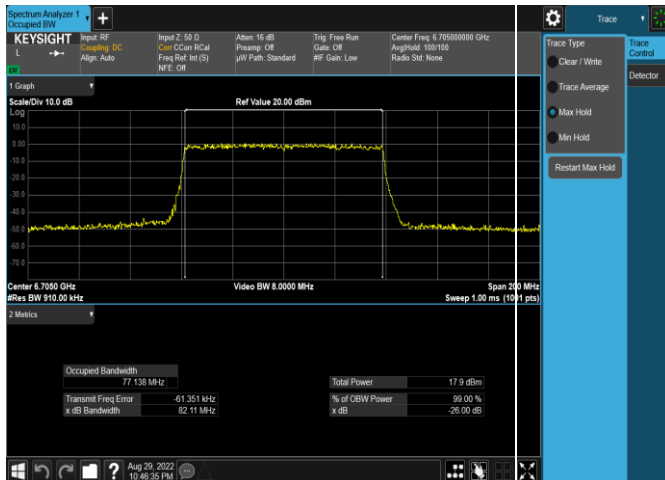 Spectrum Analyzer 1
Occupied BW
Trace
KEYSIGHT
L
Input: RF
Coupling: DC
Align: Auto
Input Z: 50 Ω
Corr CCorr RCal
Freq Ref: Int (S)
NFE: Off
Atten: 16 dB
Preamp: Off
µW Path: Standard
Trig: Free Run
Gate: Off
#IF Gain: Low
Center Freq: 6.705000000 GHz
Avg|Hold: 100/100
Radio Std: None
Trace Type
Clear / Write
Trace Average
Max Hold
Min Hold
Restart Max Hold
Trace
Control
Detector
1 Graph
Scale/Div 10.0 dB
Ref Value 20.00 dBm
Log
10.0
0.00
-10.0
-20.0
-30.0
-40.0
-50.0
-60.0
-70.0
Center 6.7050 GHz
Video BW 8.0000 MHz
Span 200 MHz
#Res BW 910.00 kHz
Sweep 1.00 ms (1001 pts)
2 Metrics
Occupied Bandwidth
77.138 MHz
Total Power 17.9 dBm
Transmit Freq Error -61.351 kHz
% of OBW Power 99.00 %
x dB Bandwidth 82.11 MHz
x dB -26.00 dB
?
Aug 29, 2022
10:46:35 PM